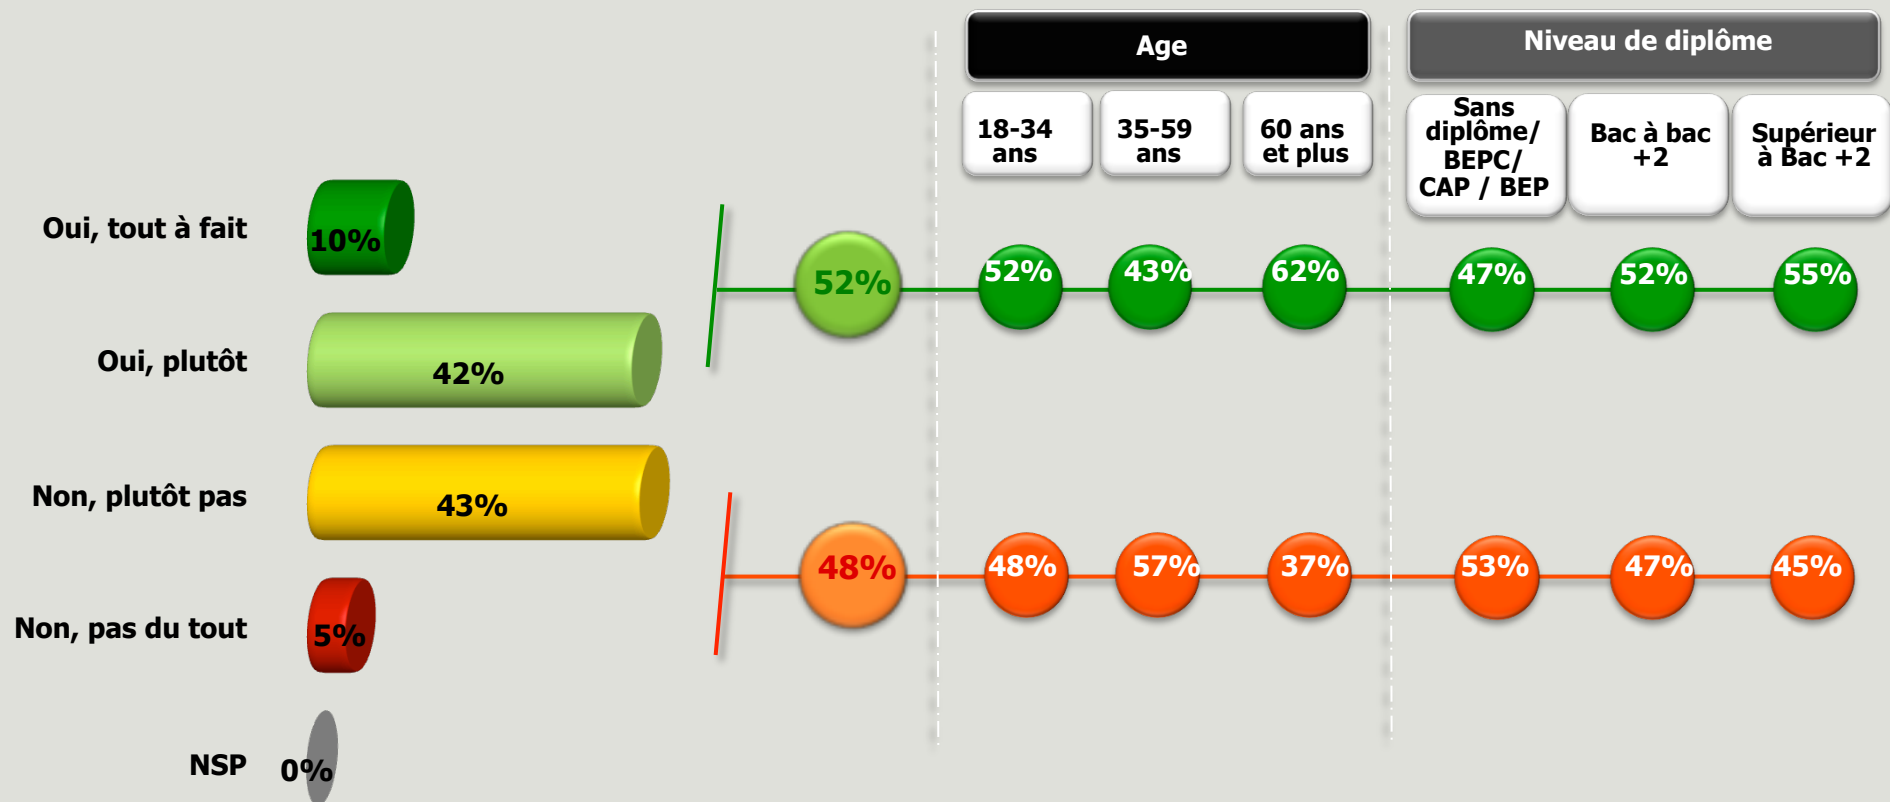 Age
Niveau de diplôme
18-34
ans
35-59
ans
60 ans
et plus
Sans
diplôme/
BEPC/
CAP / BEP
Bac à bac
+2
Supérieur
à Bac +2
Oui, tout à fait
10%
Oui, plutôt
42%
52%
52%
43%
62%
47%
52%
55%
Non, plutôt pas
43%
Non, pas du tout
5%
48%
48%
57%
37%
53%
47%
45%
NSP
0%